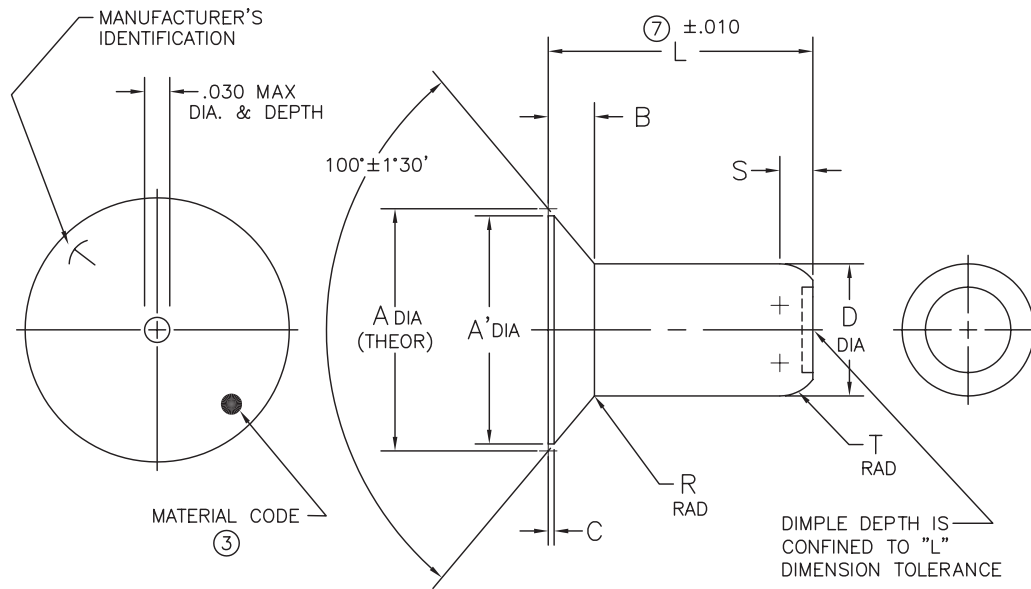 MANUFACTURER'S
IDENTIFICATION
.030 MAX
DIA. & DEPTH
⑦ ±.010
L
B
S
100°±1°30'
A DIA
(THEOR)
A' DIA
D
DIA
T
RAD
R
RAD
C
MATERIAL CODE
③
DIMPLE DEPTH IS
CONFINED TO "L"
DIMENSION TOLERANCE